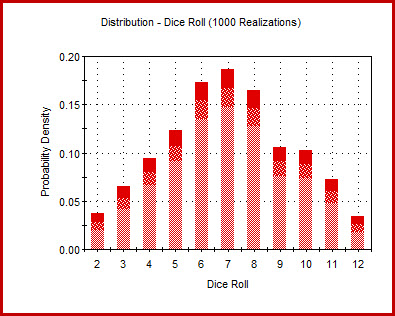 Distribution - Dice Roll (1000 Realizations)
Probability Density
0.20
0.15
0.10
0.05
0.00
2 3 4 5 6 7 8 9 10 11 12
Dice Roll